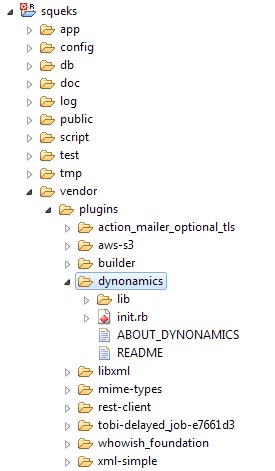 squeks
app
config
db
doc
log
public
script
test
tmp
vendor
plugins
action_mailer_optional_tls
aws-s3
builder
dynonamics
lib
init.rb
ABOUT_DYNONAMICS
README
libxml
mime-types
rest-client
tobi-delayed_job-e7661d3
whowish_foundation
xml-simple